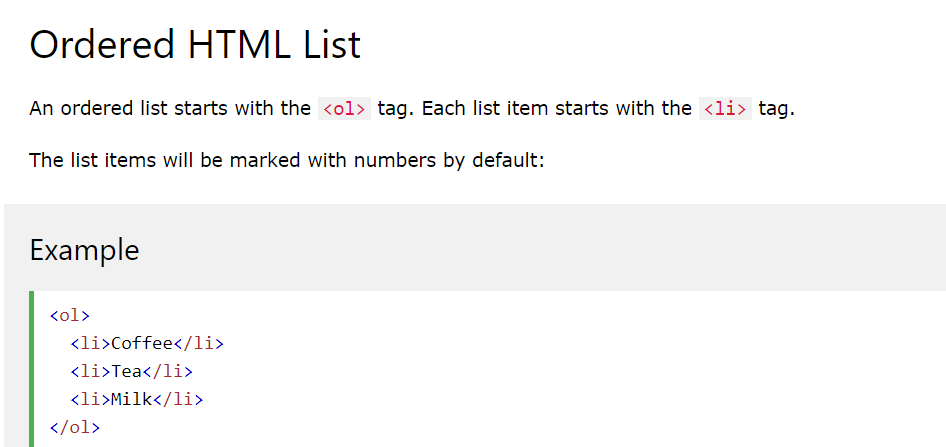 Ordered HTML List
An ordered list starts with the <ol> tag. Each list item starts with the <li> tag.
The list items will be marked with numbers by default:
Example
<ol>
  <li>Coffee</li>
  <li>Tea</li>
  <li>Milk</li>
</ol>